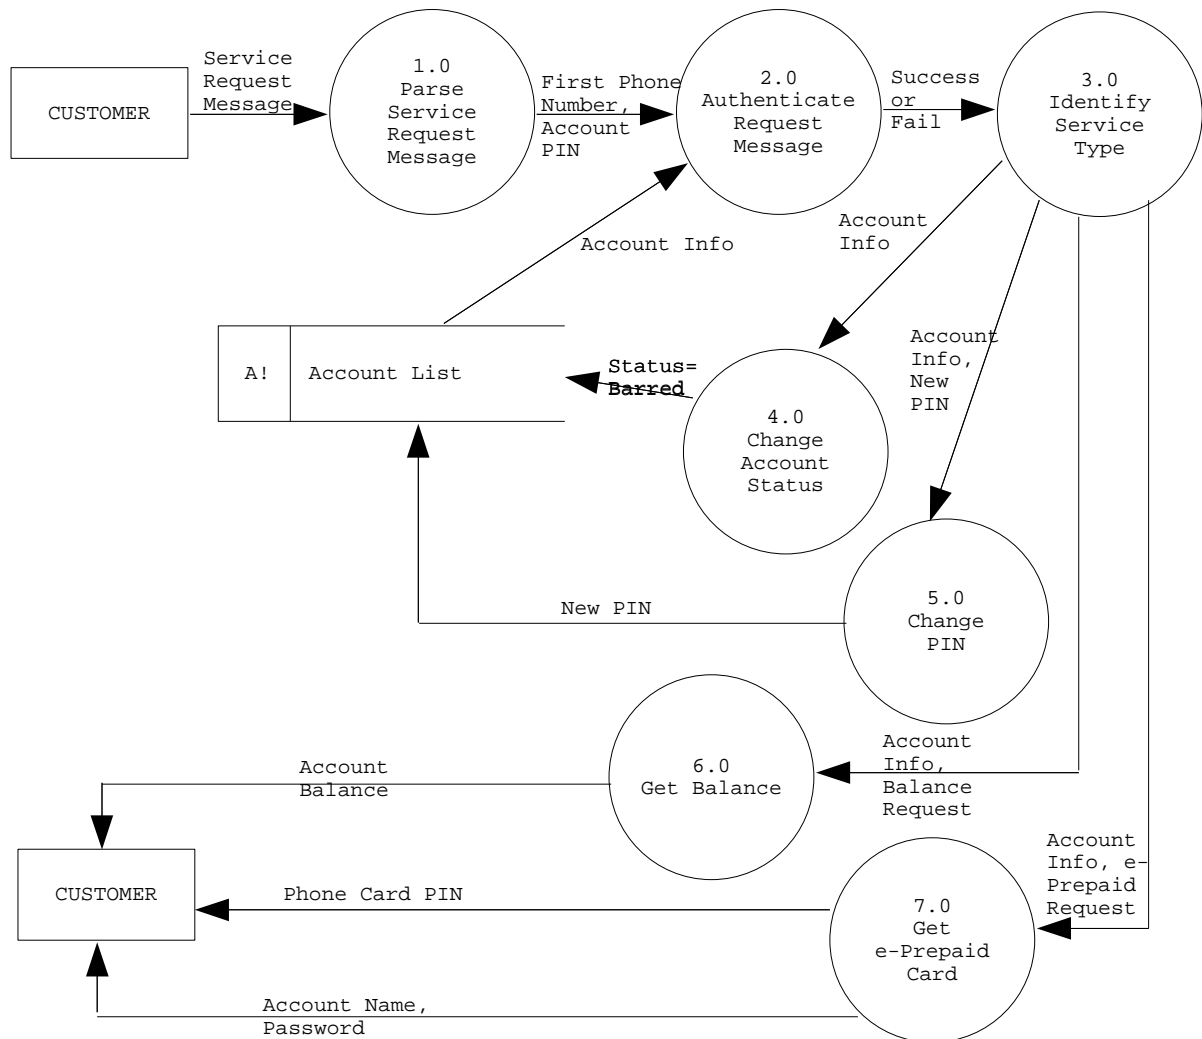 Service
Request
Message
CUSTOMER
1.0
Parse
Service
Request
Message
First Phone
Number,
Account
PIN
2.0
Authenticate
Request
Message
Success
or
Fail
3.0
Identify
Service
Type
Account Info
Account
Info
A!
Account List
Status=
Barred
4.0
Change
Account
Status
Account
Info,
New
PIN
New PIN
5.0
Change
PIN
Account
Balance
6.0
Get Balance
Account
Info,
Balance
Request
CUSTOMER
Phone Card PIN
7.0
Get
e-Prepaid
Card
Account
Info, e-
Prepaid
Request
Account Name,
Password